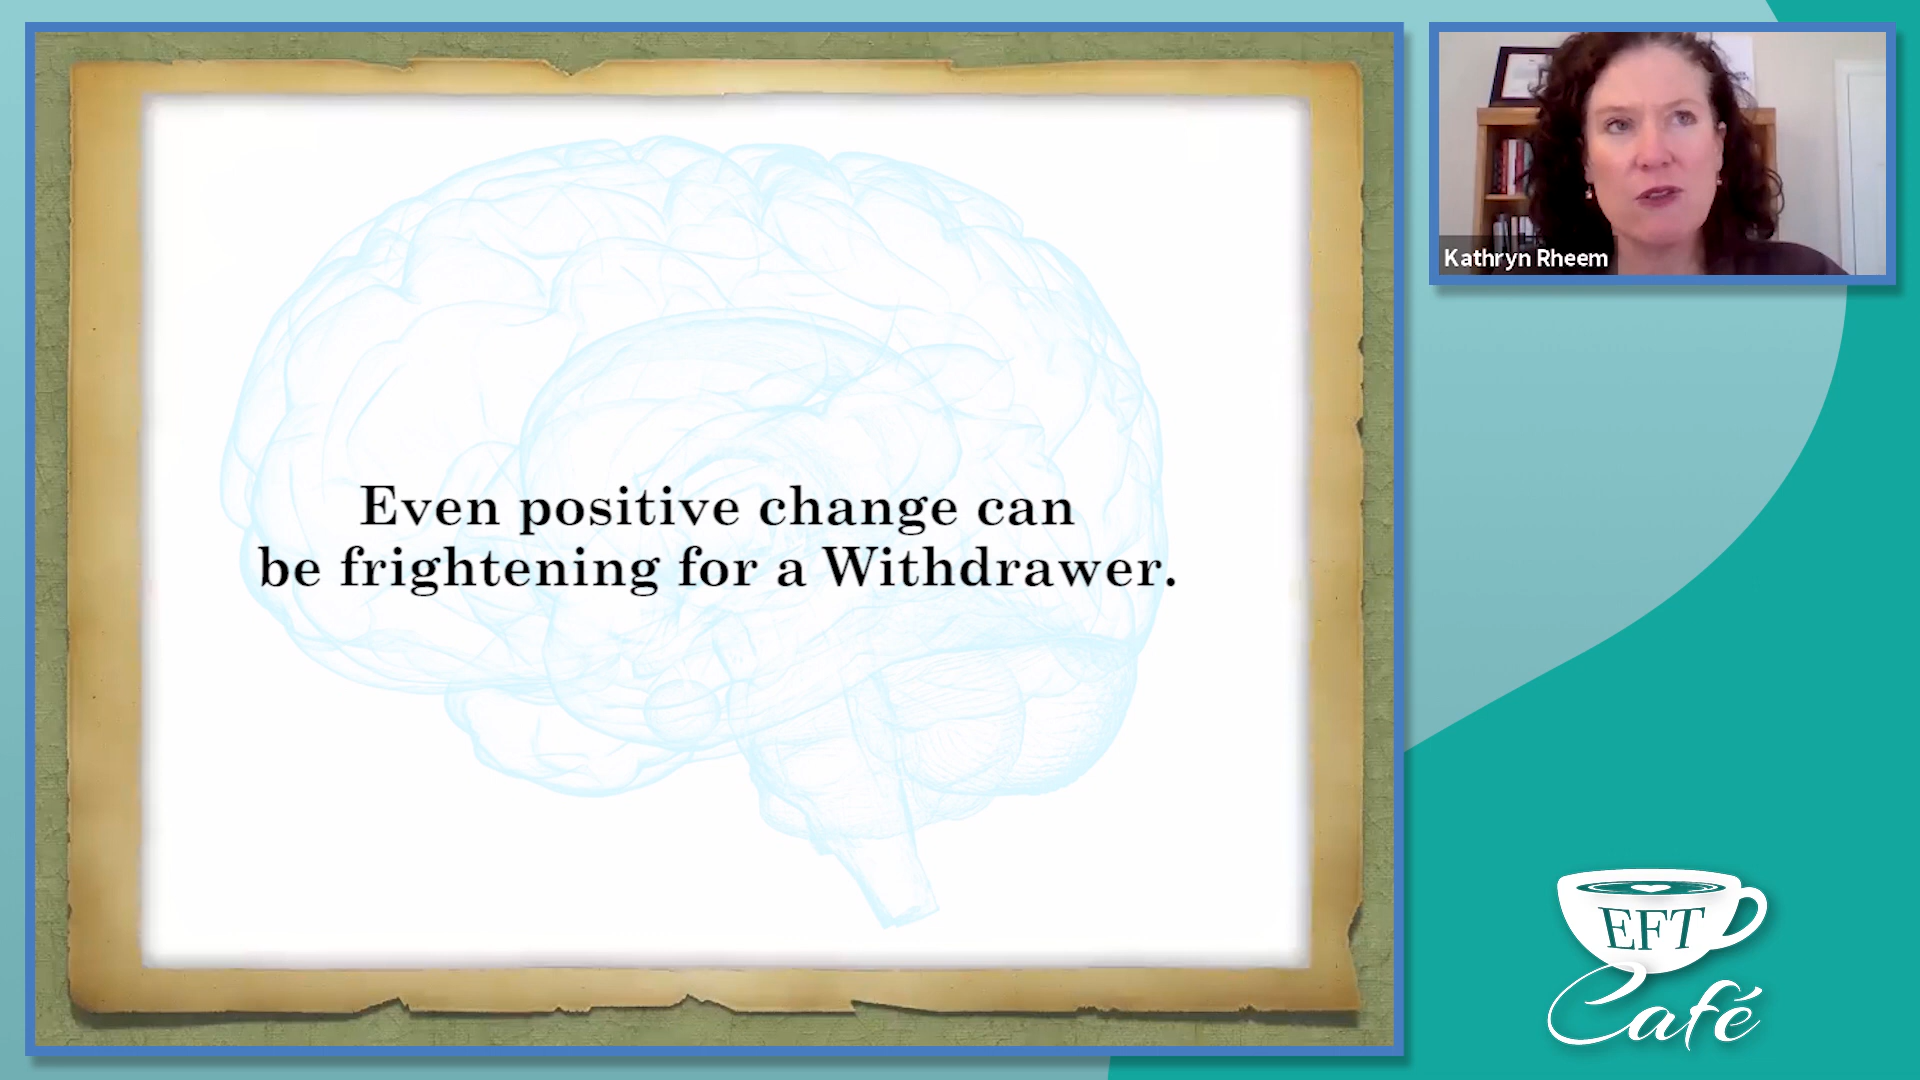 Even positive change can
be frightening for a Withdrawer.
Kathryn Rheem
EFT
Café